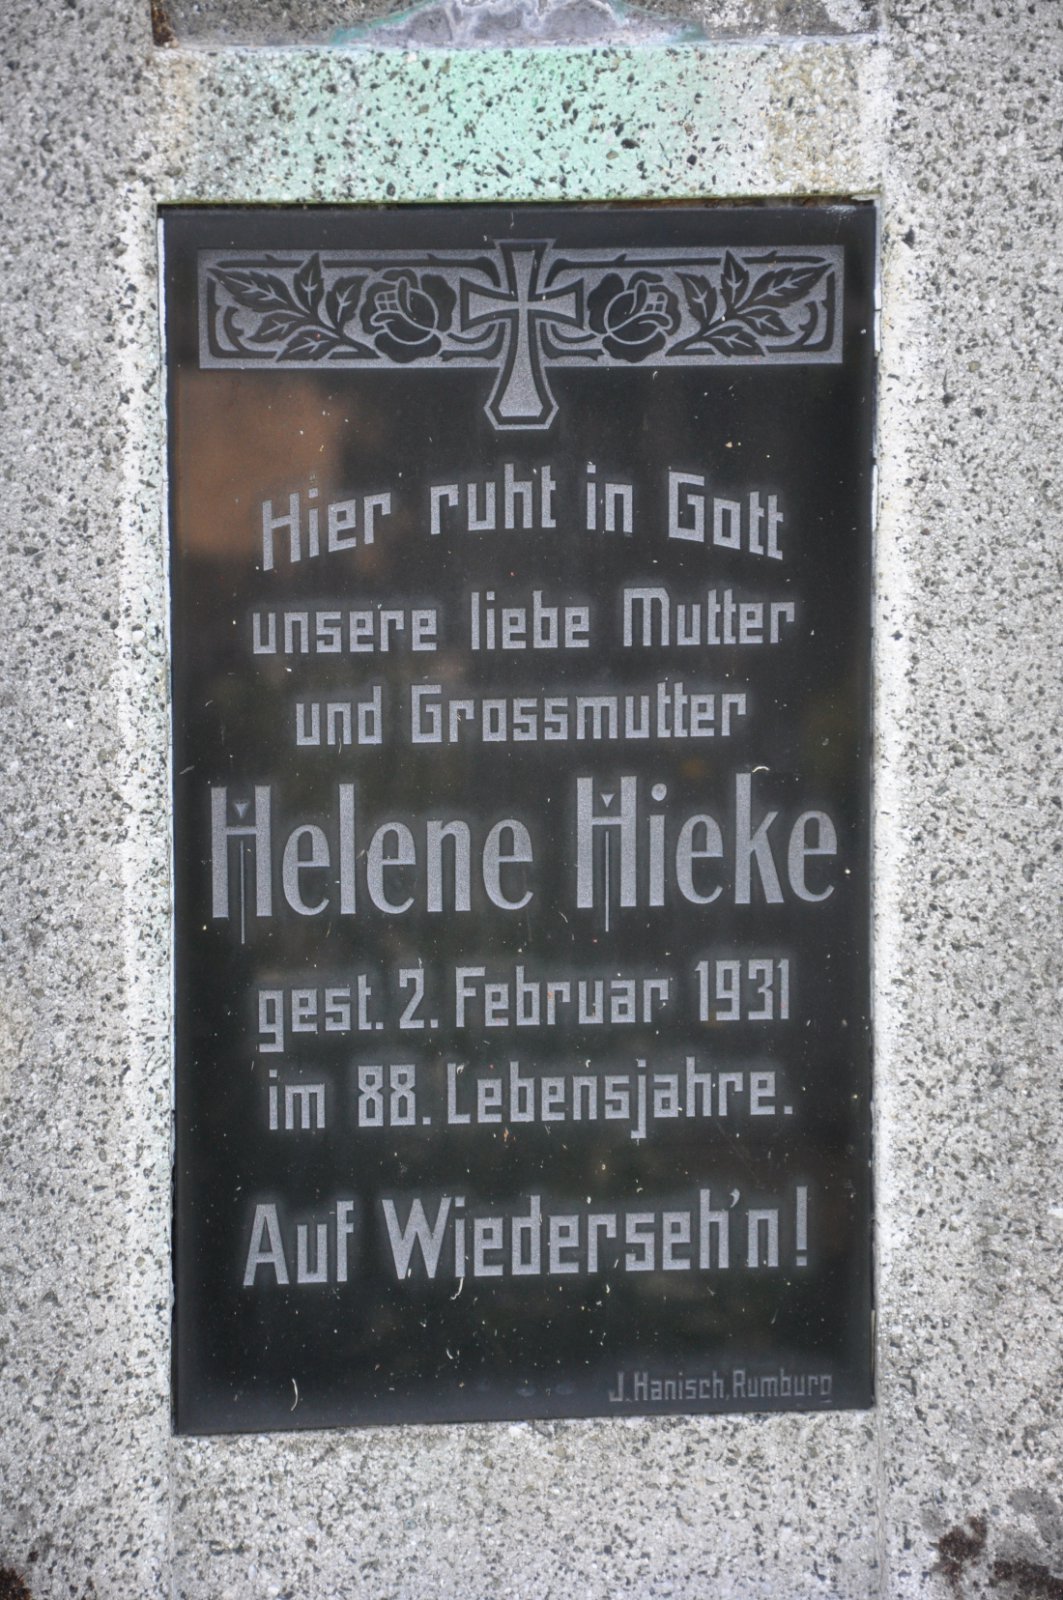 Hier ruht in Gott
unsere liebe Mutter
und Grossmutter
Helene Hieke
gest. 2. Februar 1931
im 88. Lebensjahre.
Auf Wiederseh'n!
J. Hanisch, Rumburg